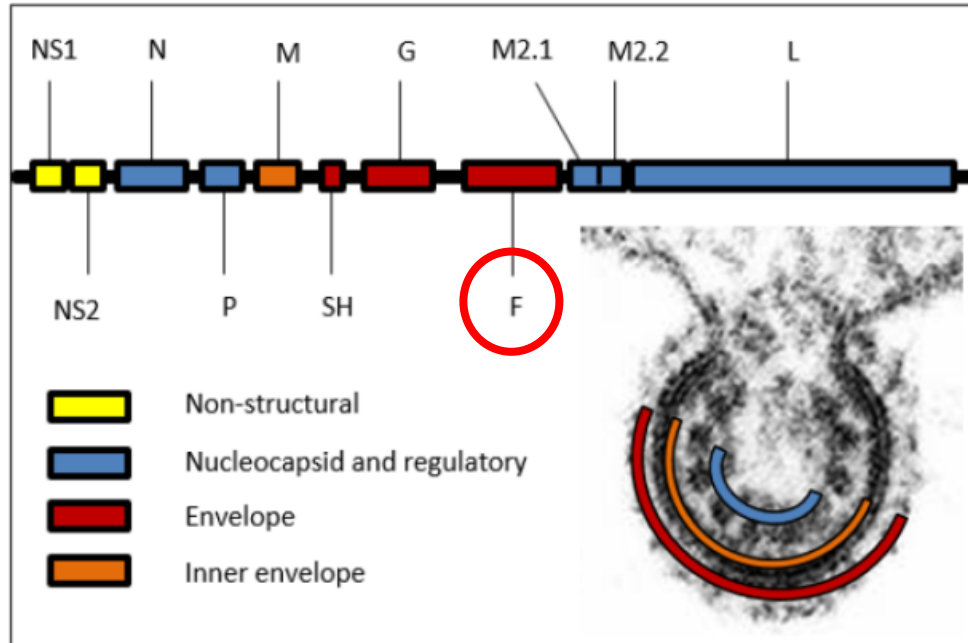 NS1 N M G M2.1 M2.2 L
NS2 P SH F
Non-structural
Nucleocapsid and regulatory
Envelope
Inner envelope